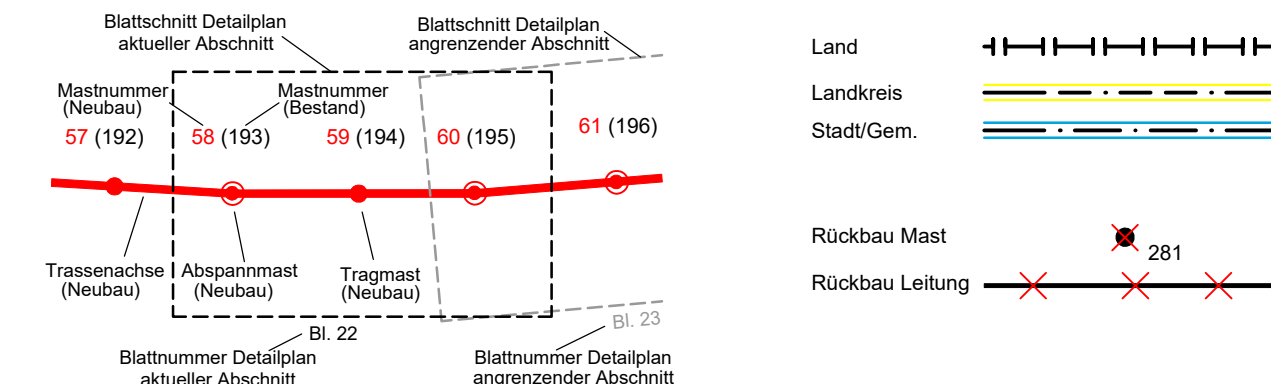 Blattschnitt Detailplan
aktueller Abschnitt
Blattschnitt Detailplan
angrenzender Abschnitt
Mastnummer
(Neubau)
Mastnummer
(Bestand)
57 (192)
58 (193)
59 (194)
60 (195)
61 (196)
Trassenachse
(Neubau)
Abspannmast
(Neubau)
Tragmast
(Neubau)
Bl. 22
Bl. 23
Blattnummer Detailplan
aktueller Abschnitt
Blattnummer Detailplan
angrenzender Abschnitt
Land
Landkreis
Stadt/Gem.
Rückbau Mast
281
Rückbau Leitung